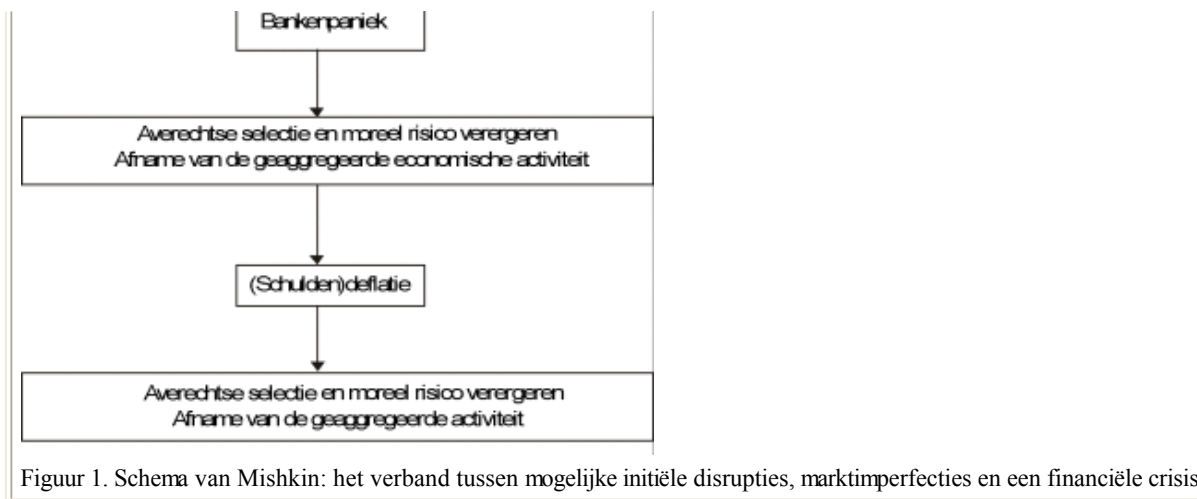 Bankenpaniek
Averechtse selectie en moreel risico verergeren
Afname van de geaggregeerde economische activiteit
(Schulden)deflatie
Averechtse selectie en moreel risico verergeren
Afname van de geaggregeerde activiteit
Figuur 1. Schema van Mishkin: het verband tussen mogelijke initiële disrupties, marktimperfecties en een financiële crisis